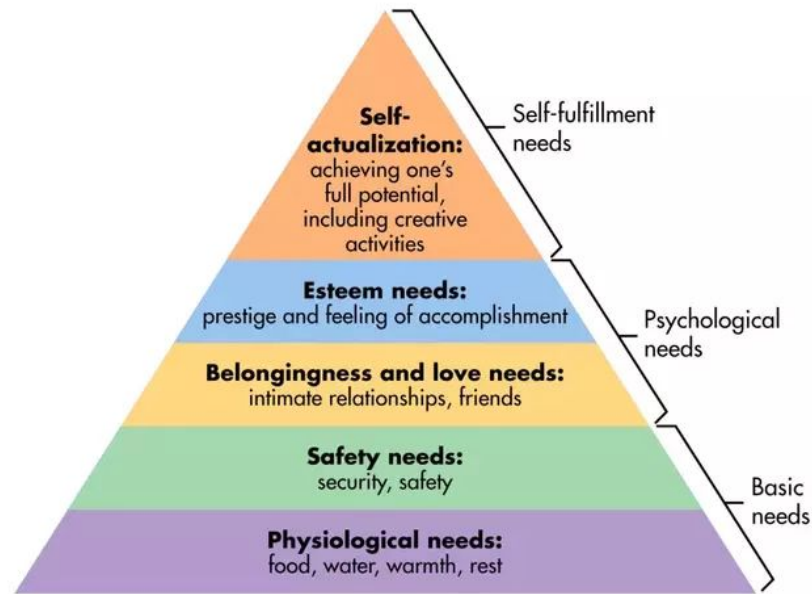 Self-
actualization:
achieving one's
full potential,
including creative
activities
Self-fulfillment
needs
Esteem needs:
prestige and feeling of accomplishment
Psychological
needs
Belongingness and love needs:
intimate relationships, friends
Safety needs:
security, safety
Basic
needs
Physiological needs:
food, water, warmth, rest